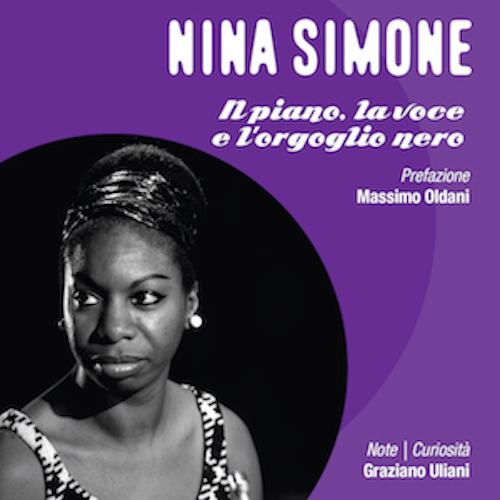 NINA SIMONE
Il piano, la voce
e l'orgoglio nero
Prefazione
Massimo Oldani
Note | Curiosità
Graziano Uliani